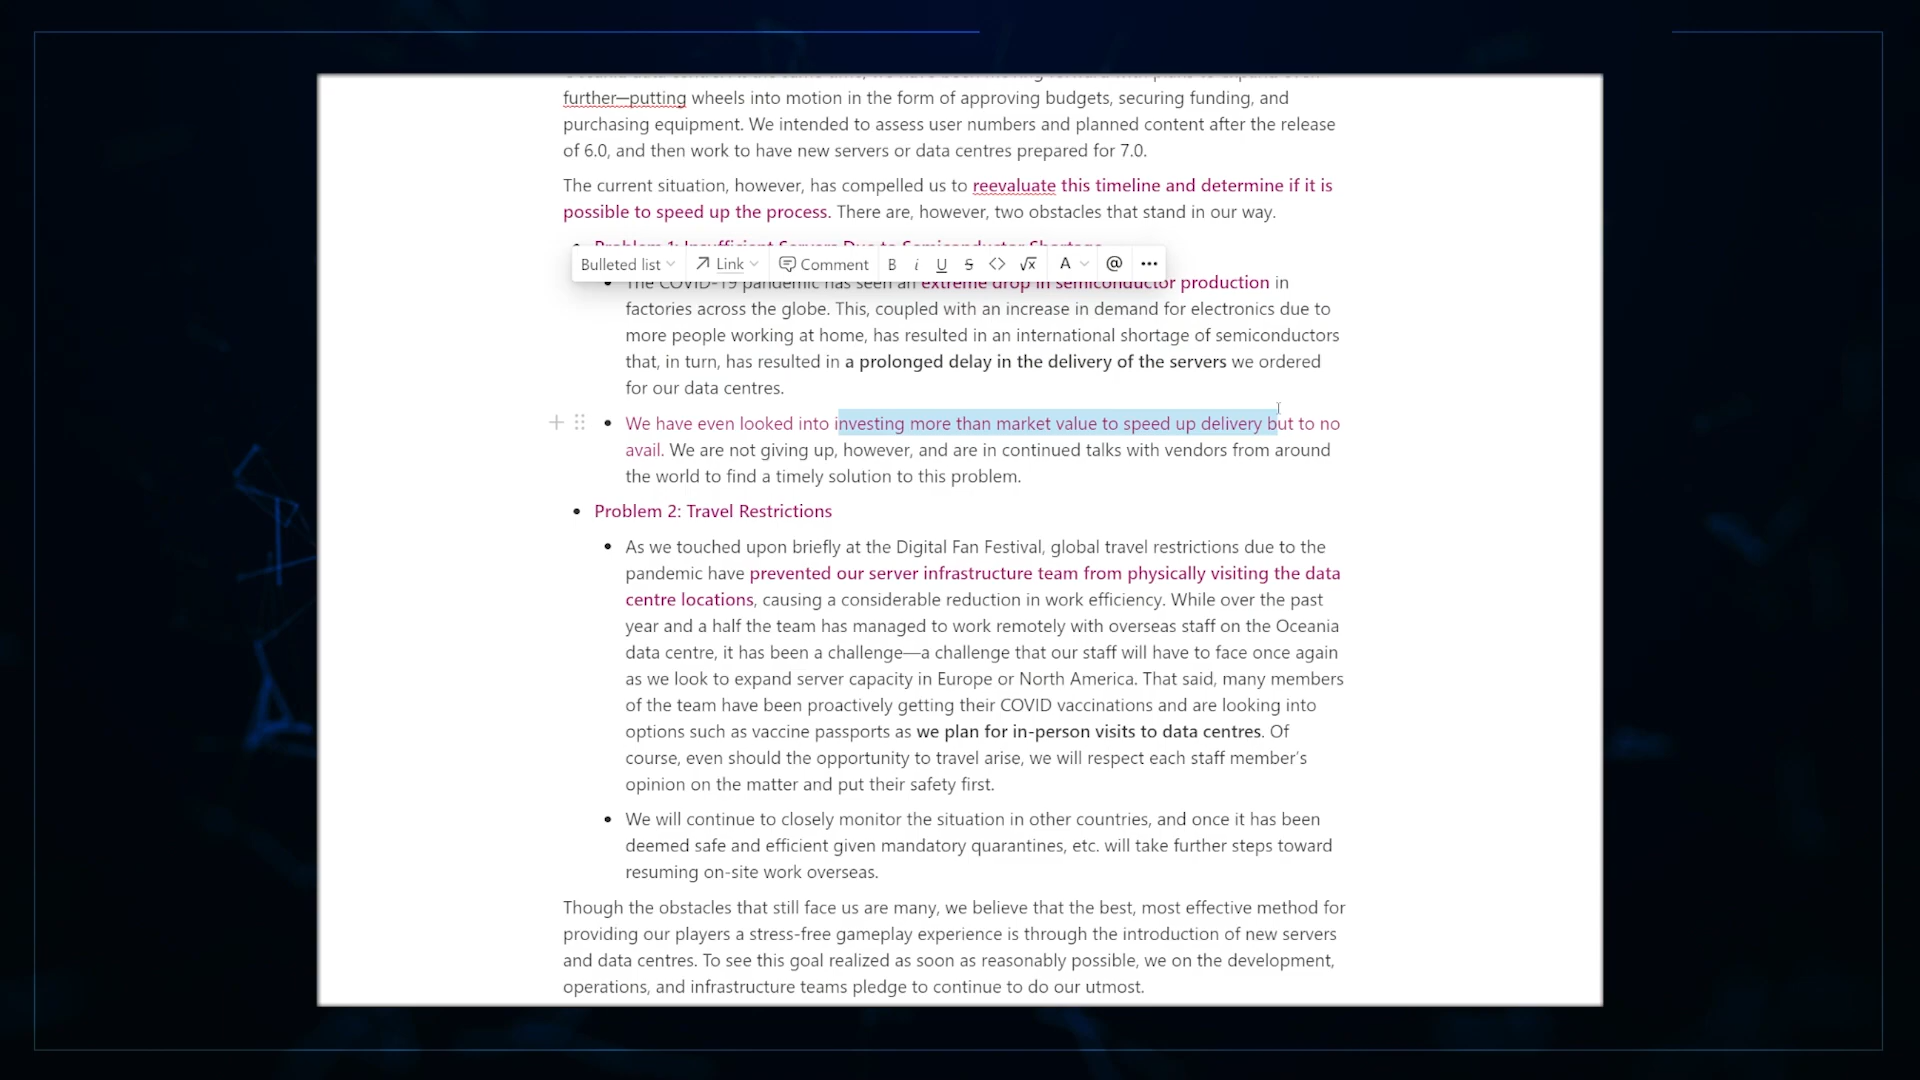 further—putting wheels into motion in the form of approving budgets, securing funding, and
purchasing equipment. We intended to assess user numbers and planned content after the release
of 6.0, and then work to have new servers or data centres prepared for 7.0.
The current situation, however, has compelled us to reevaluate this timeline and determine if it is
possible to speed up the process. There are, however, two obstacles that stand in our way.
• Problem 1: Insufficient Servers Due to Semiconductor Shortage
Bulleted list Link Comment B i U S <> √x A @ •••
• The COVID-19 pandemic has seen an extreme drop in semiconductor production in
factories across the globe. This, coupled with an increase in demand for electronics due to
more people working at home, has resulted in an international shortage of semiconductors
that, in turn, has resulted in a prolonged delay in the delivery of the servers we ordered
for our data centres.
• We have even looked into investing more than market value to speed up delivery but to no
avail. We are not giving up, however, and are in continued talks with vendors from around
the world to find a timely solution to this problem.
• Problem 2: Travel Restrictions
• As we touched upon briefly at the Digital Fan Festival, global travel restrictions due to the
pandemic have prevented our server infrastructure team from physically visiting the data
centre locations, causing a considerable reduction in work efficiency. While over the past
year and a half the team has managed to work remotely with overseas staff on the Oceania
data centre, it has been a challenge—a challenge that our staff will have to face once again
as we look to expand server capacity in Europe or North America. That said, many members
of the team have been proactively getting their COVID vaccinations and are looking into
options such as vaccine passports as we plan for in-person visits to data centres. Of
course, even should the opportunity to travel arise, we will respect each staff member's
opinion on the matter and put their safety first.
• We will continue to closely monitor the situation in other countries, and once it has been
deemed safe and efficient given mandatory quarantines, etc. will take further steps toward
resuming on-site work overseas.
Though the obstacles that still face us are many, we believe that the best, most effective method for
providing our players a stress-free gameplay experience is through the introduction of new servers
and data centres. To see this goal realized as soon as reasonably possible, we on the development,
operations, and infrastructure teams pledge to continue to do our utmost.